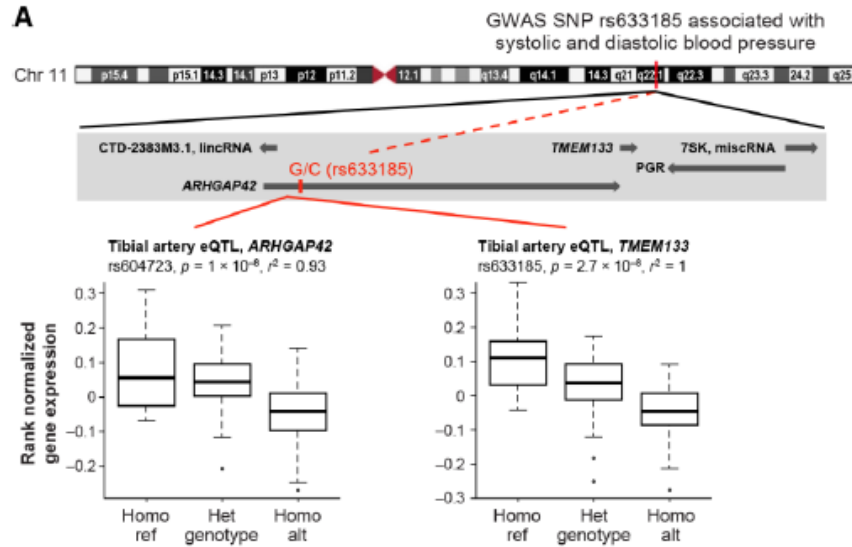 A
GWAS SNP rs633185 associated with
systolic and diastolic blood pressure
Chr 11
p15.4 p15.1 14.3 14.1 p13 p12 p11.2 12.1 q13.4 q14.1 14.3 q21 q22.1 q22.3 q23.3 24.2 q25
CTD-2383M3.1, lincRNA TMEM133 7SK, miscRNA
G/C (rs633185) PGR
ARHGAP42
Tibial artery eQTL, ARHGAP42
rs604723, p = 1 × 10⁻⁸, r² = 0.93
Tibial artery eQTL, TMEM133
rs633185, p = 2.7 × 10⁻⁸, r² = 1
Rank normalized
gene expression
0.3
0.2
0.1
0
–0.1
–0.2
Homo
ref
Het
genotype
Homo
alt
0.3
0.2
0.1
0
–0.1
–0.2
–0.3
Homo
ref
Het
genotype
Homo
alt